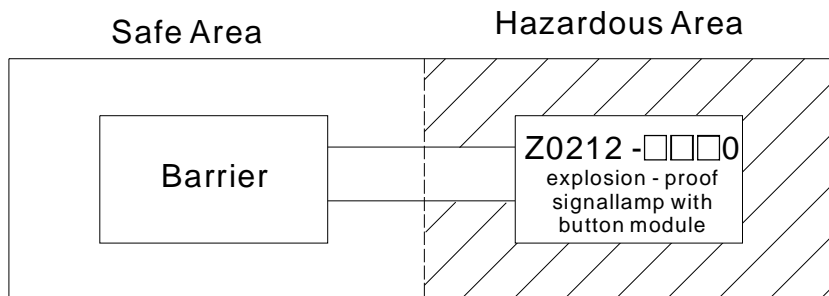 Safe Area
Hazardous Area
Barrier
Z0212 -□□□0
explosion - proof
signallamp with
button module